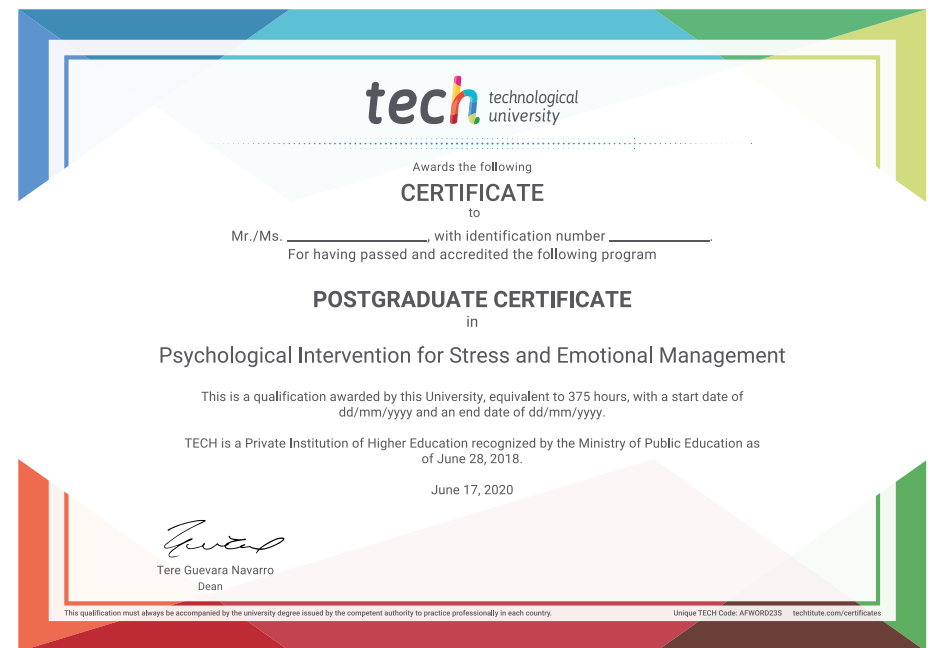 tech technological
university
Awards the following
CERTIFICATE
to
Mr./Ms. ____________________, with identification number ______________.
For having passed and accredited the following program
POSTGRADUATE CERTIFICATE
in
Psychological Intervention for Stress and Emotional Management
This is a qualification awarded by this University, equivalent to 375 hours, with a start date of
dd/mm/yyyy and an end date of dd/mm/yyyy.
TECH is a Private Institution of Higher Education recognized by the Ministry of Public Education as
of June 28, 2018.
June 17, 2020
Tere Guevara Navarro
Dean
This qualification must always be accompanied by the university degree issued by the competent authority to practice professionally in each country.
Unique TECH Code: AFWORD23S techtitute.com/certificates